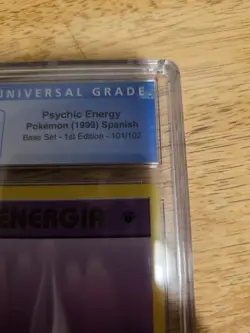 UNIVERSAL GRADE
Psychic Energy
Pokemon (1999) Spanish
Base Set - 1st Edition - 101/102
ENERGIA